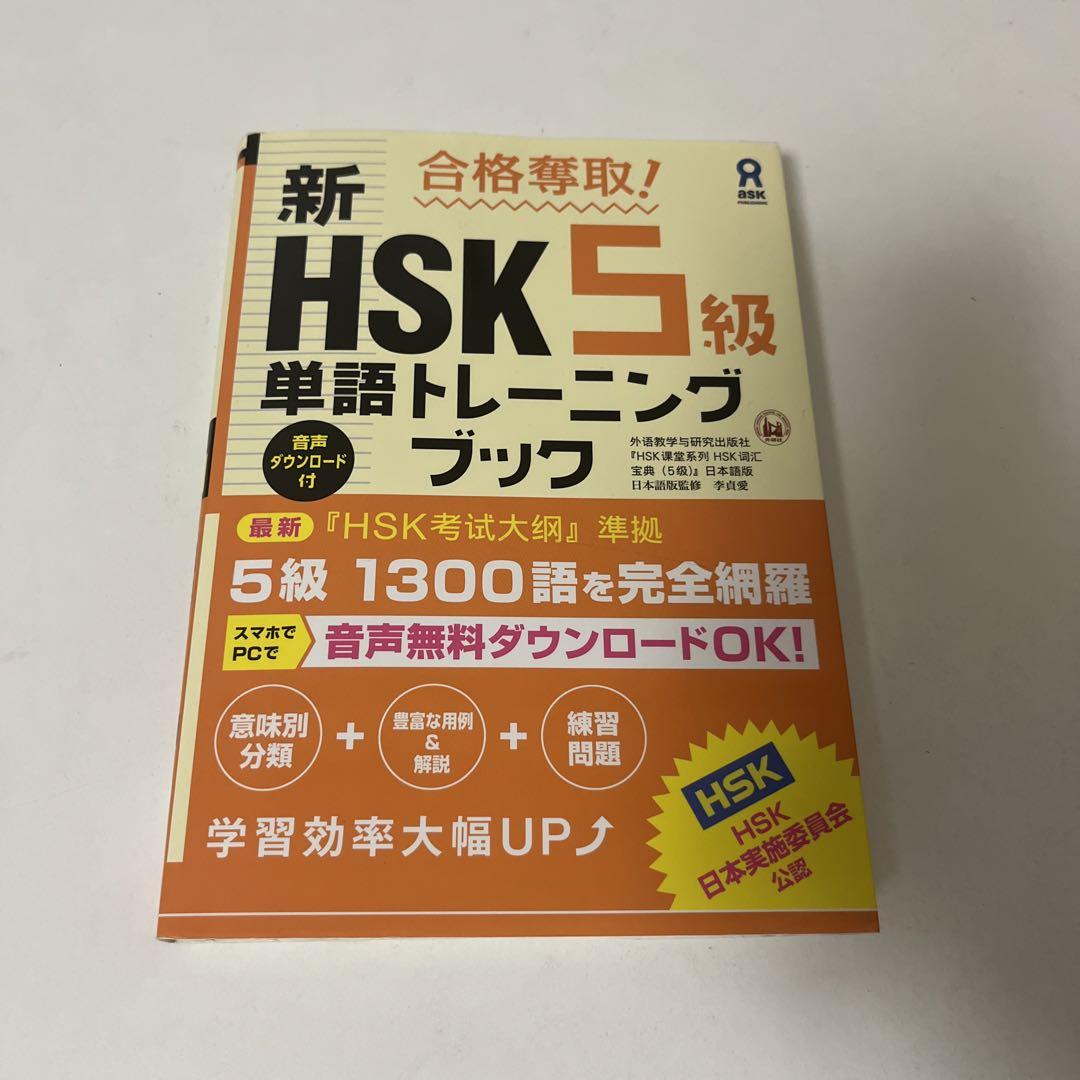 合格奪取!
ask
PUBLISHING
新
HSK 5級
単語トレーニング
ブック
音声
ダウンロード
付
外语教学与研究出版社
『HSK课堂系列 HSK词汇
宝典(5级)』日本語版
日本語版監修 李貞愛
外研社
最新 『HSK考试大纲』準拠
5級 1300語を完全網羅
スマホで
PCで
音声無料ダウンロードOK!
意味別
分類
+
豊富な用例
&
解説
+
練習
問題
学習効率大幅UP
HSK
HSK
日本実施委員会
公認